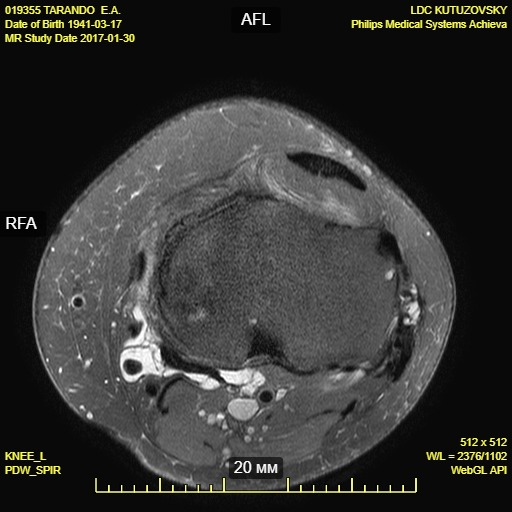 019355 TARANDO E.A.
Date of Birth 1941-03-17
MR Study Date 2017-01-30
AFL
LDC KUTUZOVSKY
Philips Medical Systems Achieva
RFA
KNEE_L
PDW_SPIR
20 мм
512 x 512
W/L = 2376/1102
WebGL API